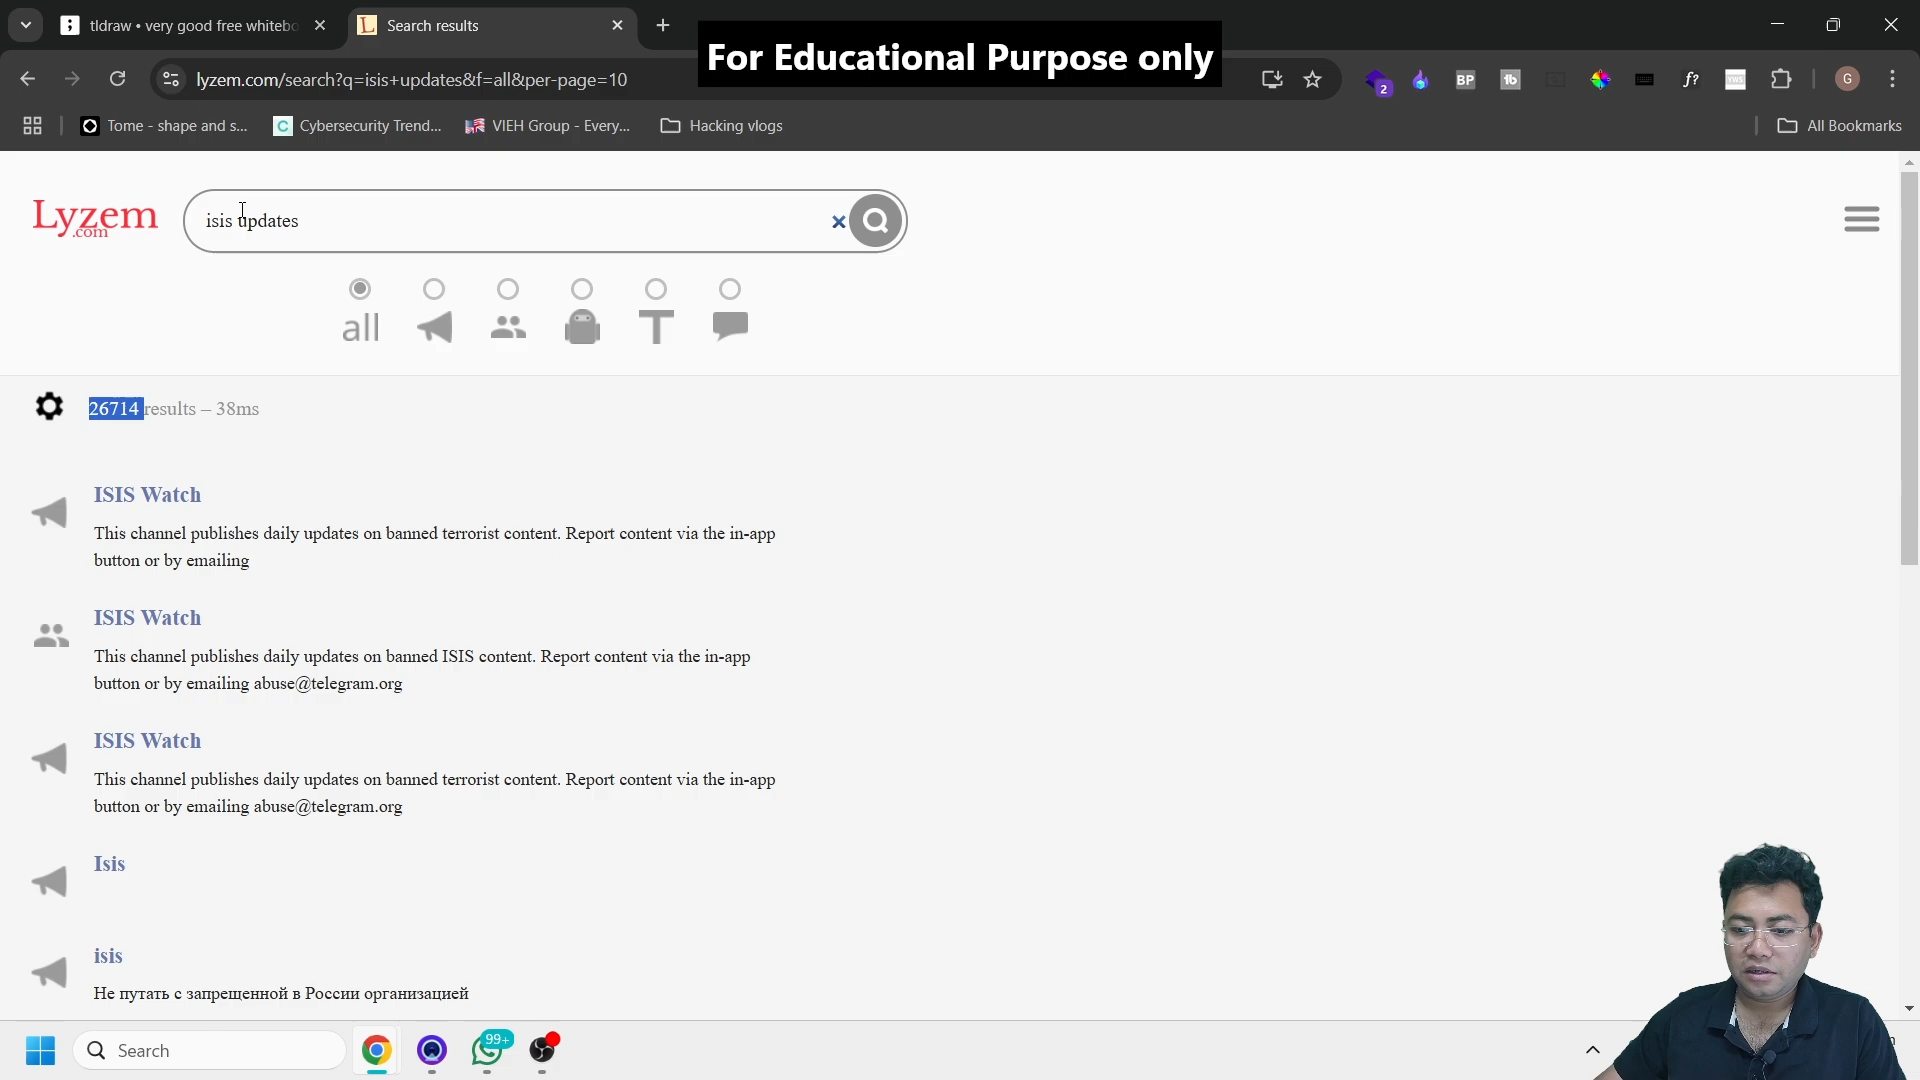 tldraw • very good free whitebo
Search results
For Educational Purpose only
lyzem.com/search?q=isis+updates&f=all&per-page=10
2
BP
tb
f?
G
Tome - shape and s...
Cybersecurity Trend...
VIEH Group - Every...
Hacking vlogs
All Bookmarks
Lyzem
.com
isis updates
all
26714 results – 38ms
ISIS Watch
This channel publishes daily updates on banned terrorist content. Report content via the in-app
button or by emailing
ISIS Watch
This channel publishes daily updates on banned ISIS content. Report content via the in-app
button or by emailing abuse@telegram.org
ISIS Watch
This channel publishes daily updates on banned terrorist content. Report content via the in-app
button or by emailing abuse@telegram.org
Isis
isis
Не путать с запрещенной в России организацией
Search
99+